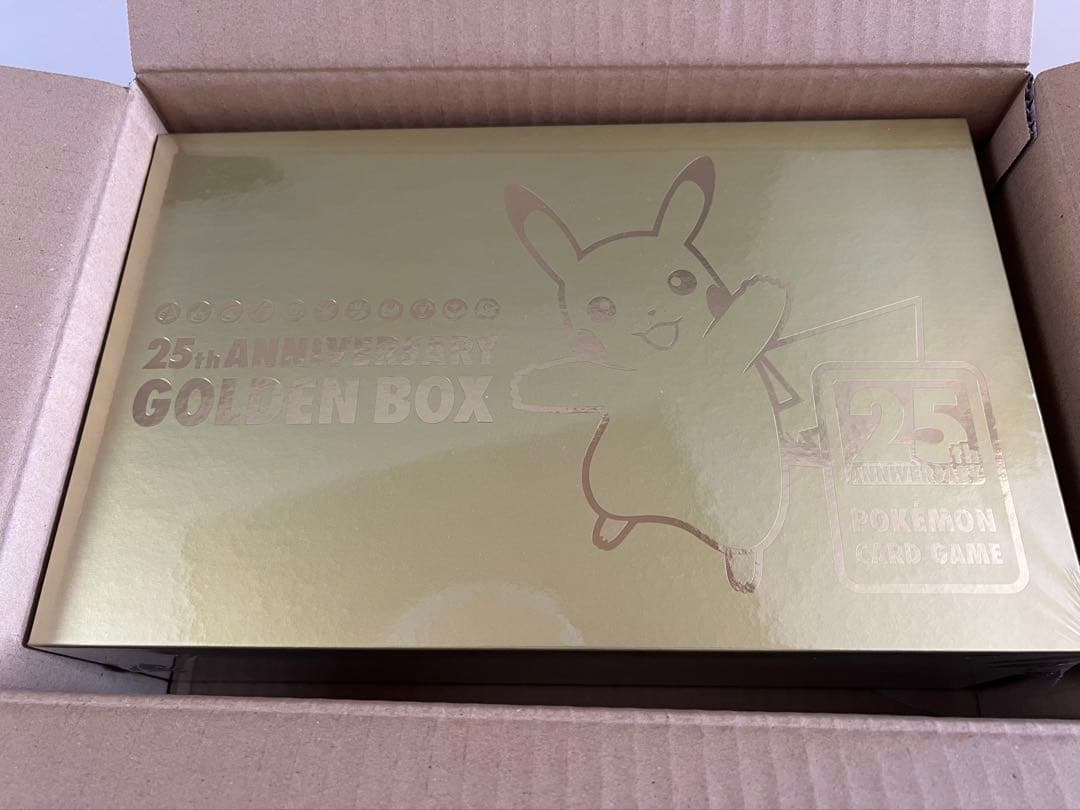 25th ANNIVERSARY
GOLDEN BOX
25th
ANNIVERSARY
POKÉMON
CARD GAME